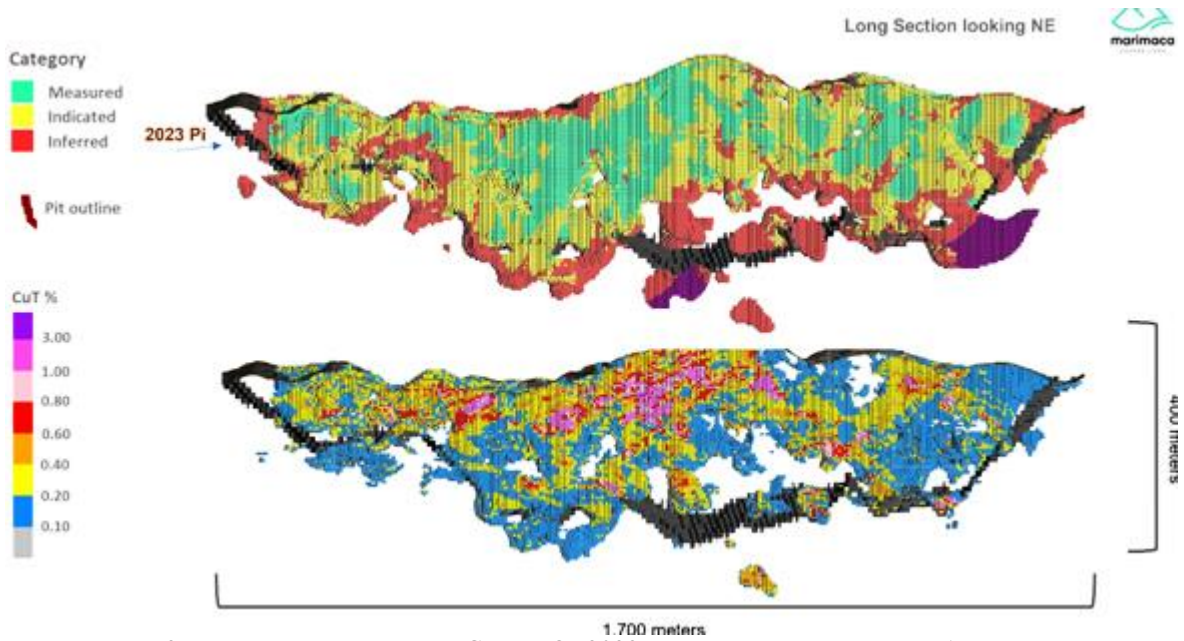 Long Section looking NE
marimaca
Category
Measured
Indicated
Inferred
2023 Pi
Pit outline
CuT %
3.00
1.00
0.80
0.60
0.40
0.20
0.10
400 meters
1,700 meters